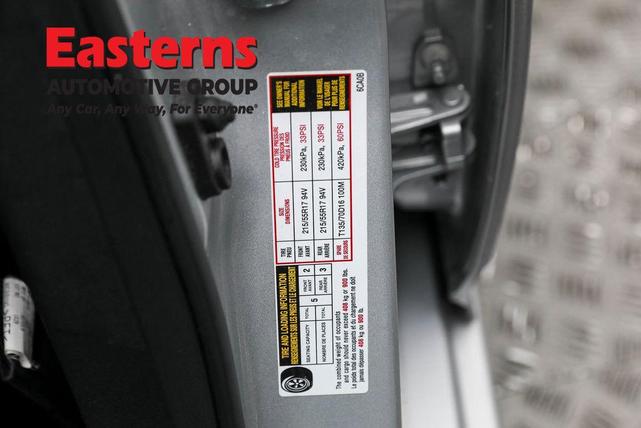 Easterns
AUTOMOTIVE GROUP
Any Car, Any Way, For Everyone®
TIRE AND LOADING INFORMATION
RENSEIGNEMENTS SUR LES PNEUS ET LE CHARGEMENT
SEATING CAPACITY TOTAL 5 FRONT 2 REAR 3
NOMBRE DE PLACES TOTAL AVANT ARRIÈRE
The combined weight of occupants
and cargo should never exceed 408 kg or 900 lbs.
Le poids total des occupants et du chargement ne doit
jamais dépasser 408 kg ou 900 lb.
TIRE SIZE COLD TIRE PRESSURE SEE OWNER'S
PNEU DIMENSIONS PRESSION DES MANUAL FOR
PNEUS À FROID ADDITIONAL
INFORMATION
FRONT 215/55R17 94V 230kPa, 33PSI
AVANT
REAR 215/55R17 94V 230kPa, 33PSI VOIR LE MANUEL
ARRIÈRE DE L'USAGER
SPARE T135/70D16 100M 420kPa, 60PSI POUR PLUS DE
DE SECOURS RENSEIGNEMENTS
6CA0B